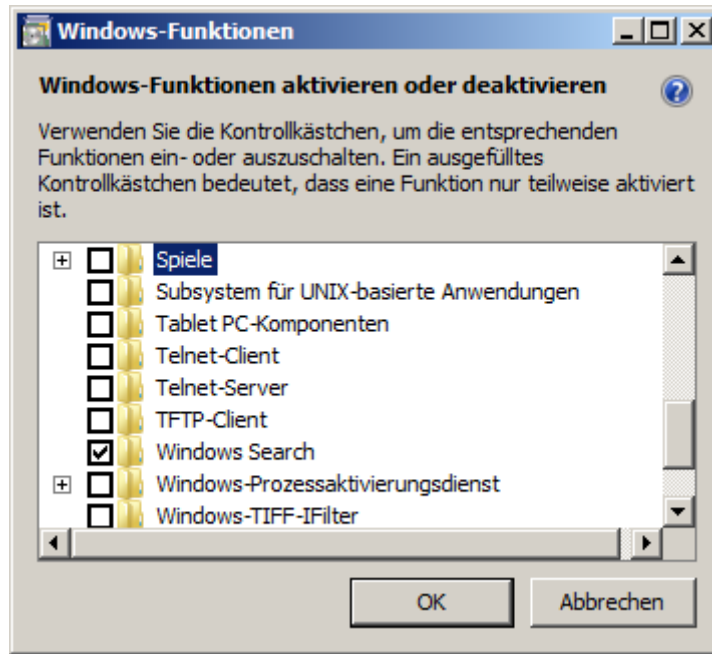 Windows-Funktionen
Windows-Funktionen aktivieren oder deaktivieren
Verwenden Sie die Kontrollkästchen, um die entsprechenden
Funktionen ein- oder auszuschalten. Ein ausgefülltes
Kontrollkästchen bedeutet, dass eine Funktion nur teilweise aktiviert
ist.
Spiele
Subsystem für UNIX-basierte Anwendungen
Tablet PC-Komponenten
Telnet-Client
Telnet-Server
TFTP-Client
Windows Search
Windows-Prozessaktivierungsdienst
Windows-TIFF-IFilter
OK
Abbrechen